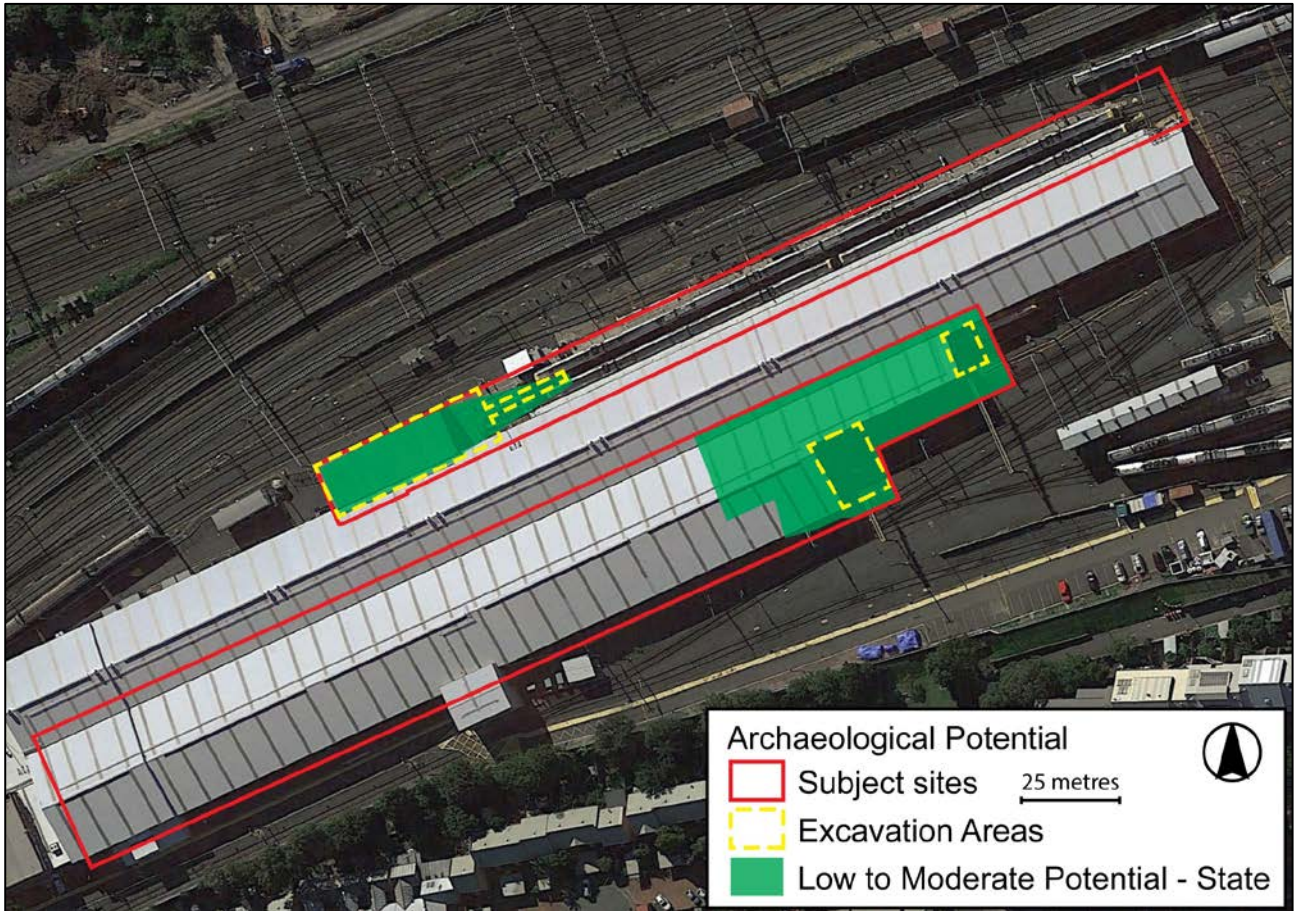 Archaeological Potential
Subject sites
25 metres
Excavation Areas
Low to Moderate Potential - State